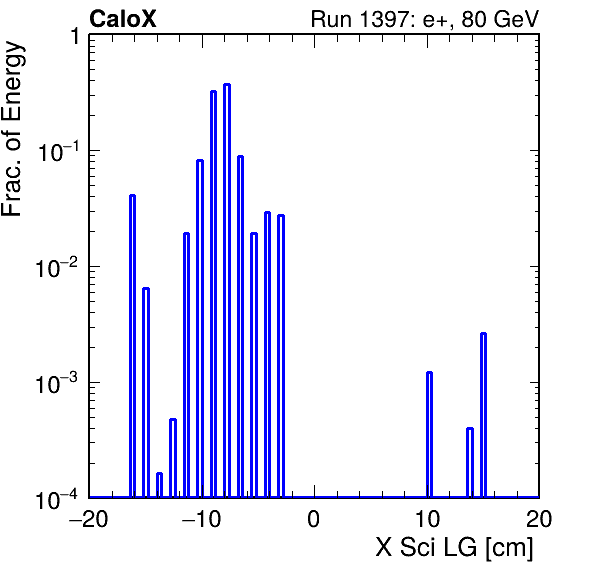 CaloX Run 1397: e+, 80 GeV
Frac. of Energy
1
10⁻¹
10⁻²
10⁻³
10⁻⁴
−20 −10 0 10 20
X Sci LG [cm]